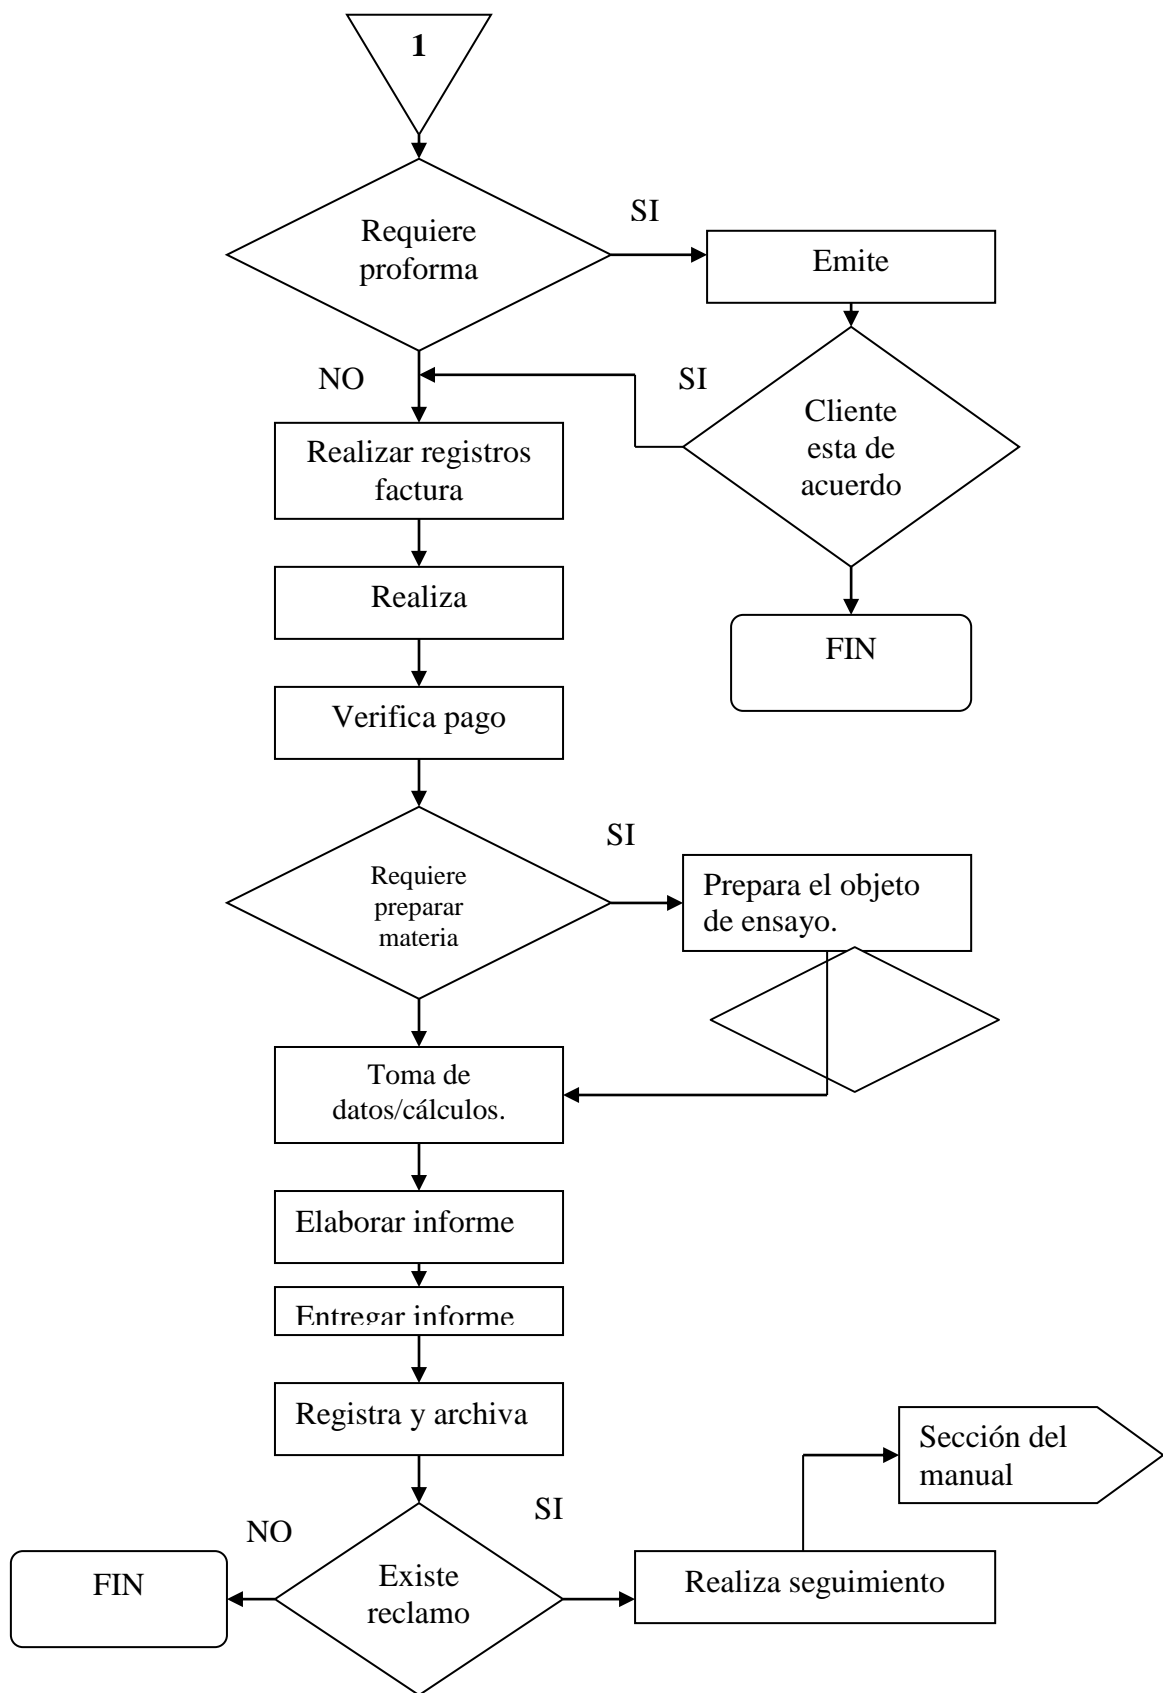 1
Requiere
proforma
SI
Emite
NO
SI
Cliente
esta de
acuerdo
Realizar registros
factura
Realiza
FIN
Verifica pago
SI
Requiere
preparar
materia
Prepara el objeto
de ensayo.
Toma de
datos/cálculos.
Elaborar informe
Entregar informe
Registra y archiva
Sección del
manual
SI
NO
Existe
reclamo
FIN
Realiza seguimiento